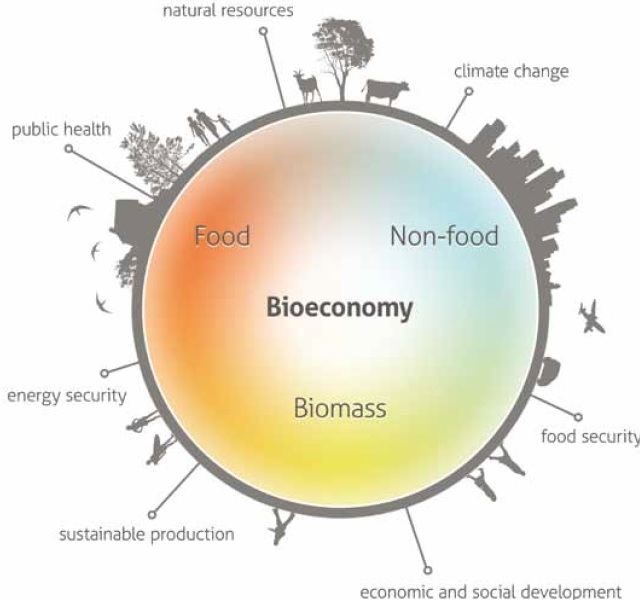 natural resources
climate change
public health
Food
Non-food
Bioeconomy
energy security
Biomass
food security
sustainable production
economic and social development